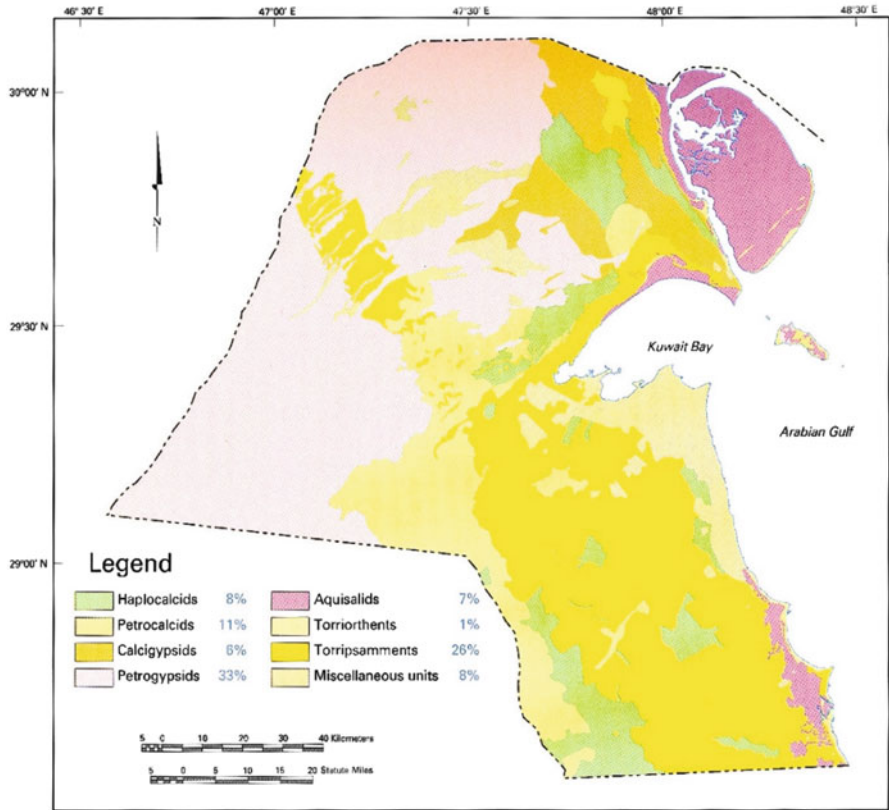 46°30' E
47°00' E
47°30' E
48°00' E
48°30' E
30°00' N
29°30' N
29°00' N
N
Kuwait Bay
Arabian Gulf
Legend
Haplocalcids 8%
Petrocalcids 11%
Calcigypsids 6%
Petrogypsids 33%
Aquisalids 7%
Torriorthents 1%
Torripsamments 26%
Miscellaneous units 8%
5 0 10 20 30 40 Kilometers
5 0 5 10 15 20 Statute Miles